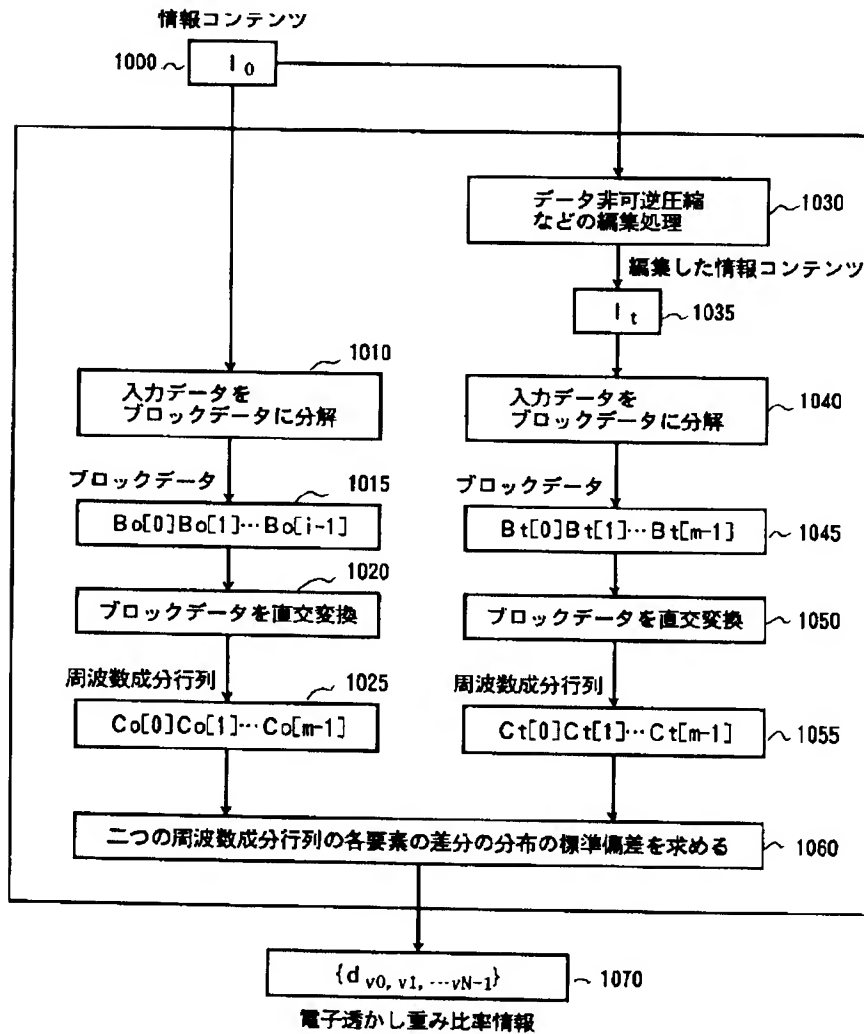 情報コンテンツ
1000
I0
データ非可逆圧縮
などの編集処理
1030
編集した情報コンテンツ
It
1035
1010
入力データを
ブロックデータに分解
入力データを
ブロックデータに分解
1040
ブロックデータ
1015
Bo[0]Bo[1]…Bo[i-1]
ブロックデータ
Bt[0]Bt[1]…Bt[m-1]
1045
1020
ブロックデータを直交変換
ブロックデータを直交変換
1050
周波数成分行列
1025
Co[0]Co[1]…Co[m-1]
周波数成分行列
Ct[0]Ct[1]…Ct[m-1]
1055
二つの周波数成分行列の各要素の差分の分布の標準偏差を求める
1060
{dv0, v1, …vN-1}
1070
電子透かし重み比率情報